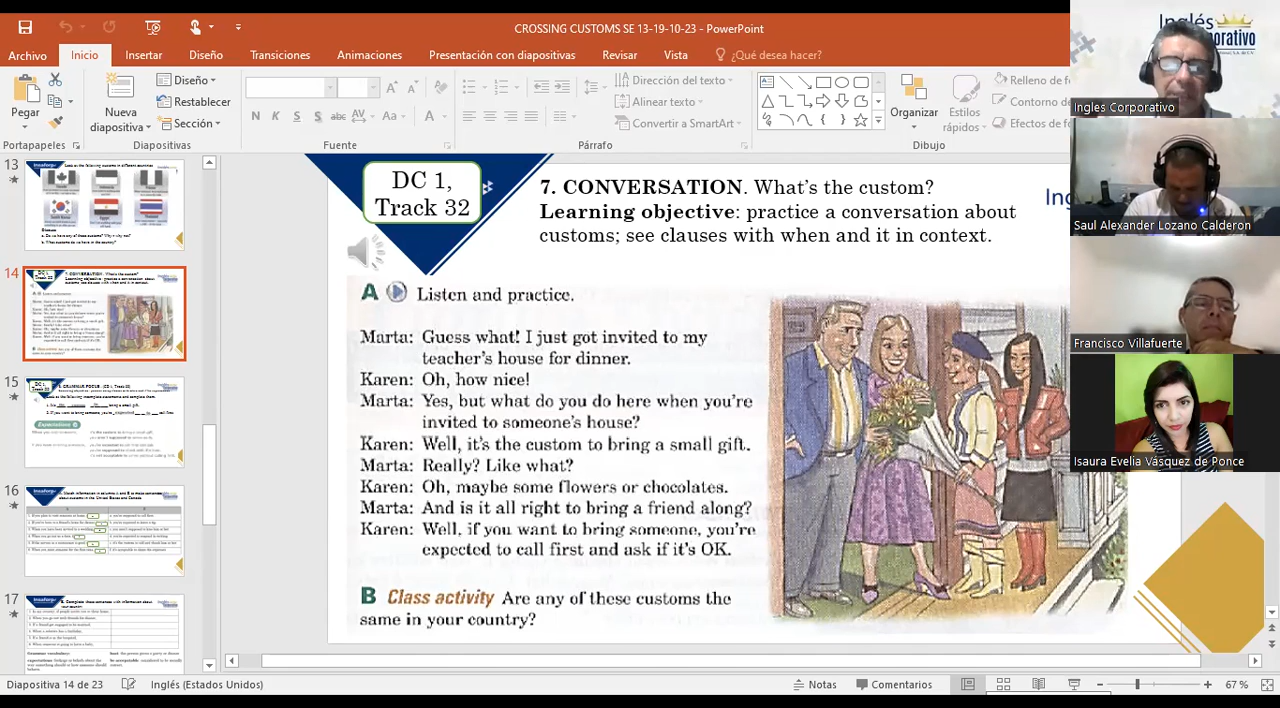 CROSSING CUSTOMS SE 13-19-10-23 - PowerPoint
Archivo Inicio Insertar Diseño Transiciones Animaciones Presentación con diapositivas Revisar Vista ¿Qué desea hacer?
Pegar
Nueva diapositiva
Diseño
Restablecer
Sección
Dirección del texto
Alinear texto
Convertir a SmartArt
Organizar
Estilos rápidos
Relleno de
Contorno de
Efectos de fo
Portapapeles Diapositivas Fuente Párrafo Dibujo
13
14
15
16
17
DC 1,
Track 32
7. CONVERSATION. What's the custom?
Learning objective: practice a conversation about
customs; see clauses with when and it in context.
A Listen and practice.
Marta: Guess what! I just got invited to my
teacher's house for dinner.
Karen: Oh, how nice!
Marta: Yes, but what do you do here when you're
invited to someone's house?
Karen: Well, it's the custom to bring a small gift.
Marta: Really? Like what?
Karen: Oh, maybe some flowers or chocolates.
Marta: And is it all right to bring a friend along?
Karen: Well, if you want to bring someone, you're
expected to call first and ask if it's OK.
B Class activity Are any of these customs the
same in your country?
Inglés
Corporativo
Ingles Corporativo
Saul Alexander Lozano Calderon
Francisco Villafuerte
Isaura Evelia Vásquez de Ponce
Diapositiva 14 de 23 Inglés (Estados Unidos) Notas Comentarios 67 %